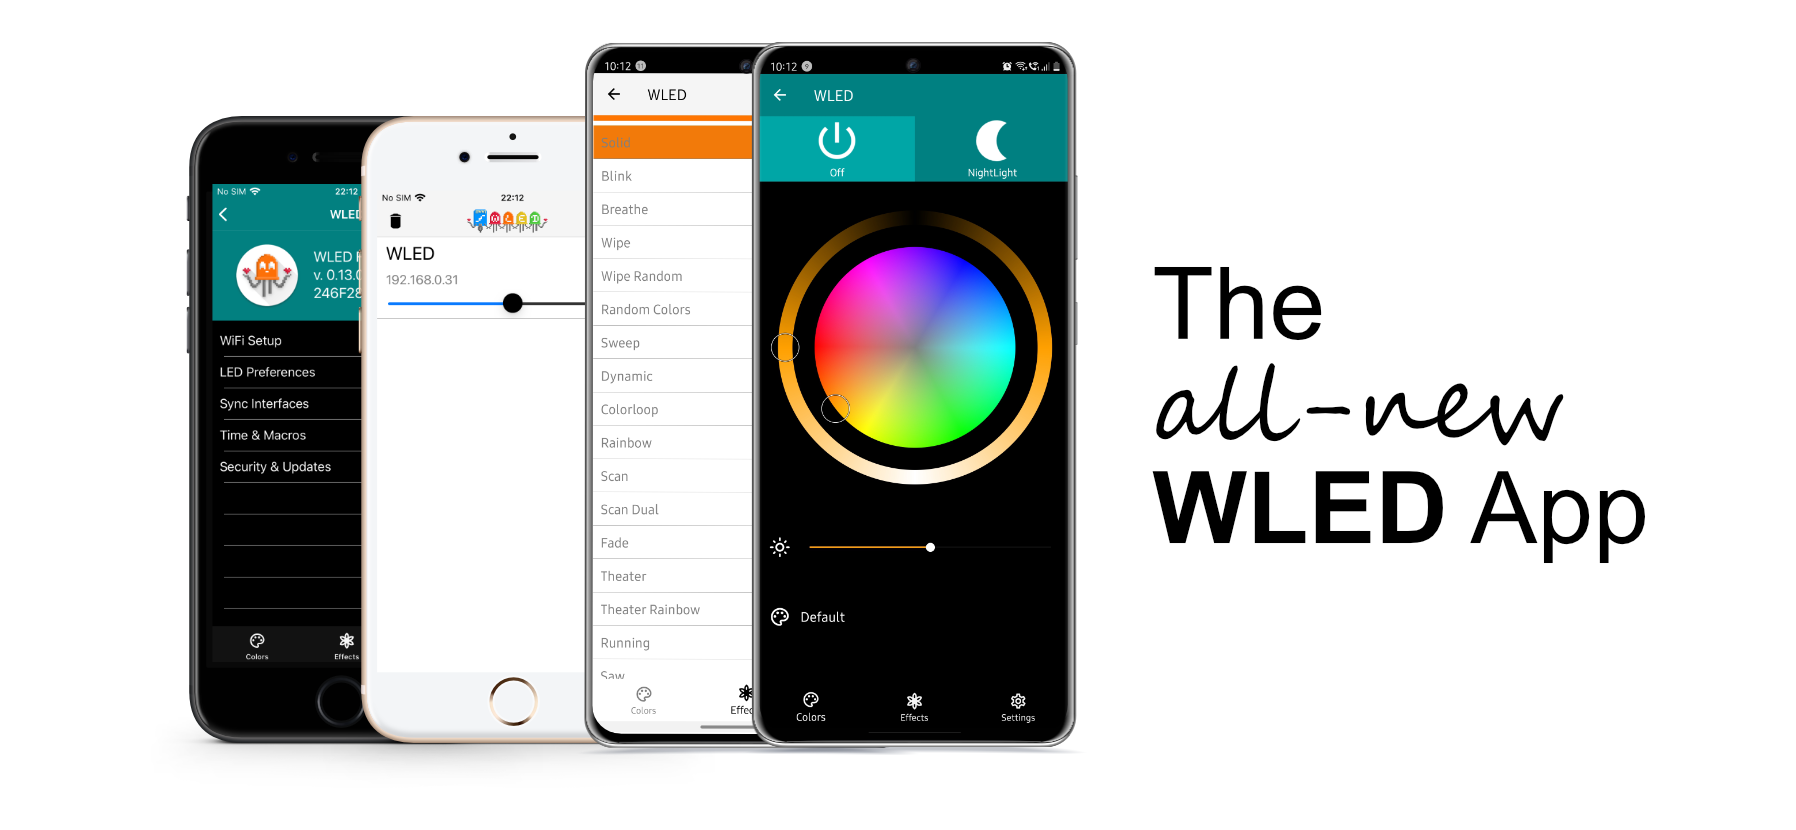 No SIM
22:12
WLED
v. 0.13.
246F28
WiFi Setup
LED Preferences
Sync Interfaces
Time & Macros
Security & Updates
Colors
Effects
No SIM
22:12
WLED
WLED
192.168.0.31
10:12
WLED
Solid
Blink
Breathe
Wipe
Wipe Random
Random Colors
Sweep
Dynamic
Colorloop
Rainbow
Scan
Scan Dual
Fade
Theater
Theater Rainbow
Running
Saw
Colors
Effec
10:12
WLED
Off
NightLight
Default
Colors
Effects
Settings
The
all-new
WLED App